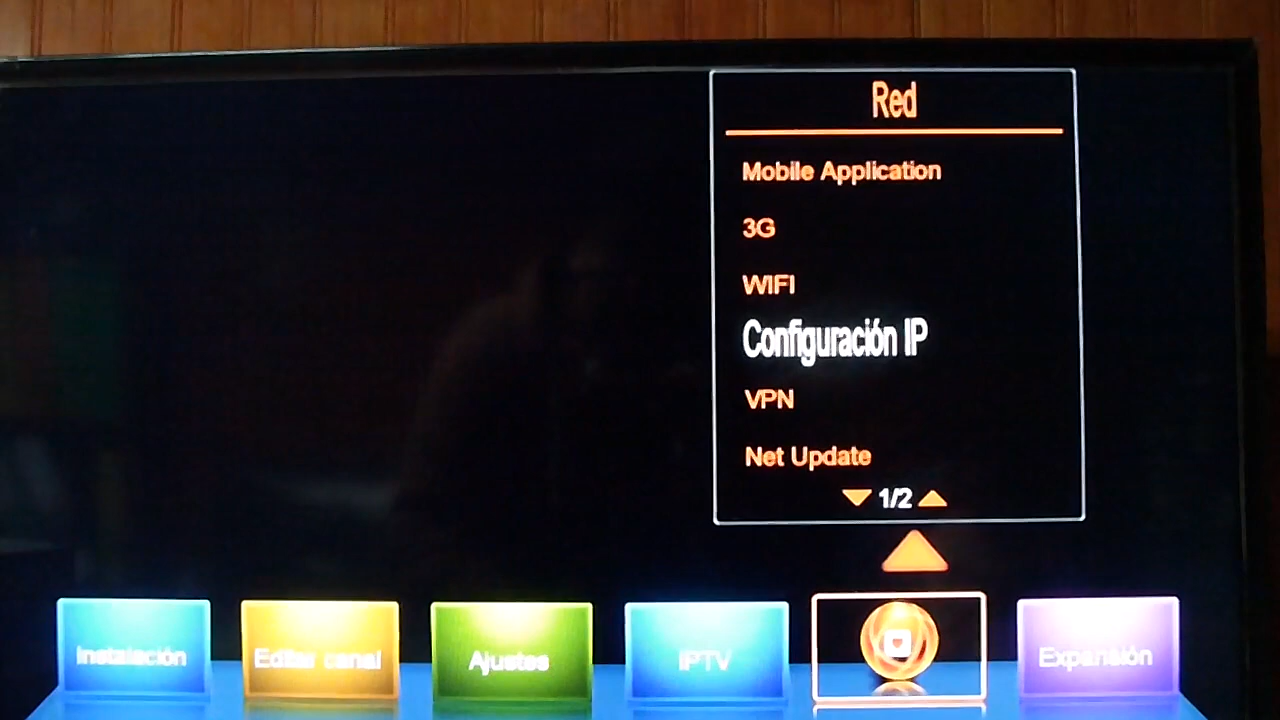 Red
Mobile Application
3G
WIFI
Configuración IP
VPN
Net Update
1/2
Instalación
Editar canal
Ajustes
IPTV
Expansión